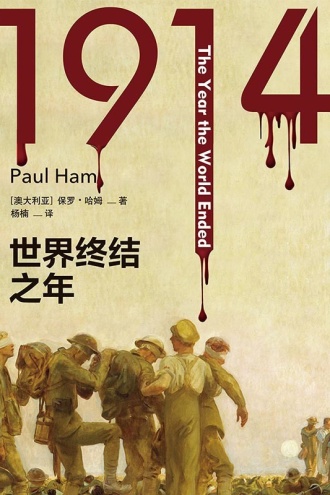 1914
The Year the World Ended
Paul Ham
[澳大利亚] 保罗·哈姆 — 著
杨楠 — 译
世界终结
之年